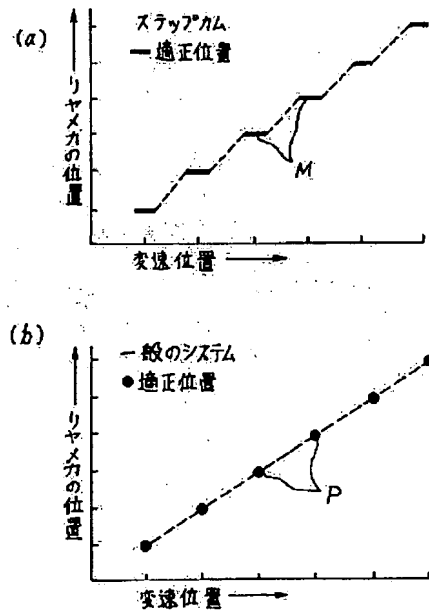 (a)
ステップカム
━ 適正位置
リヤメカの位置
M
変速位置
(b)
一般のシステム
● 適正位置
リヤメカの位置
P
変速位置